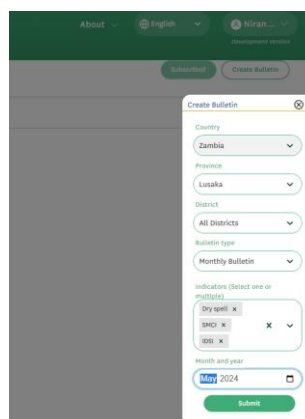 About
English
Niran...
Development version
Subscribed
Create Bulletin
Create Bulletin
Country
Zambia
Province
Lusaka
District
All Districts
Bulletin type
Monthly Bulletin
Indicators (Select one or
multiple)
Dry spell ×
SMCI ×
IDSI ×
Month and year
May 2024
Submit